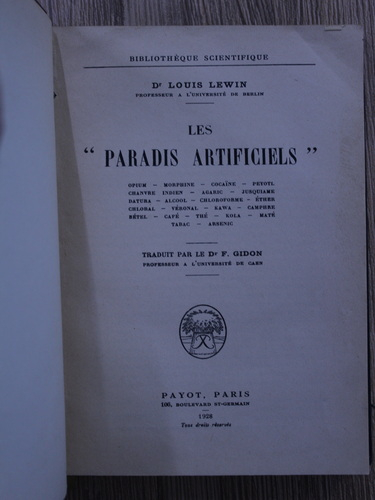 BIBLIOTHÈQUE SCIENTIFIQUE
Dr LOUIS LEWIN
PROFESSEUR A L'UNIVERSITÉ DE BERLIN
LES
“ PARADIS ARTIFICIELS ”
OPIUM — MORPHINE — COCAÏNE — PEYOTL
CHANVRE INDIEN — AGARIC — JUSQUIAME
DATURA — ALCOOL — CHLOROFORME — ÉTHER
CHLORAL — VÉRONAL — KAWA — CAMPHRE
BÉTEL — CAFÉ — THÉ — KOLA — MATÉ
TABAC — ARSENIC
TRADUIT PAR LE Dr F. GIDON
PROFESSEUR A L'UNIVERSITÉ DE CAEN
PAYOT, PARIS
106, BOULEVARD ST-GERMAIN
1928
Tous droits réservés